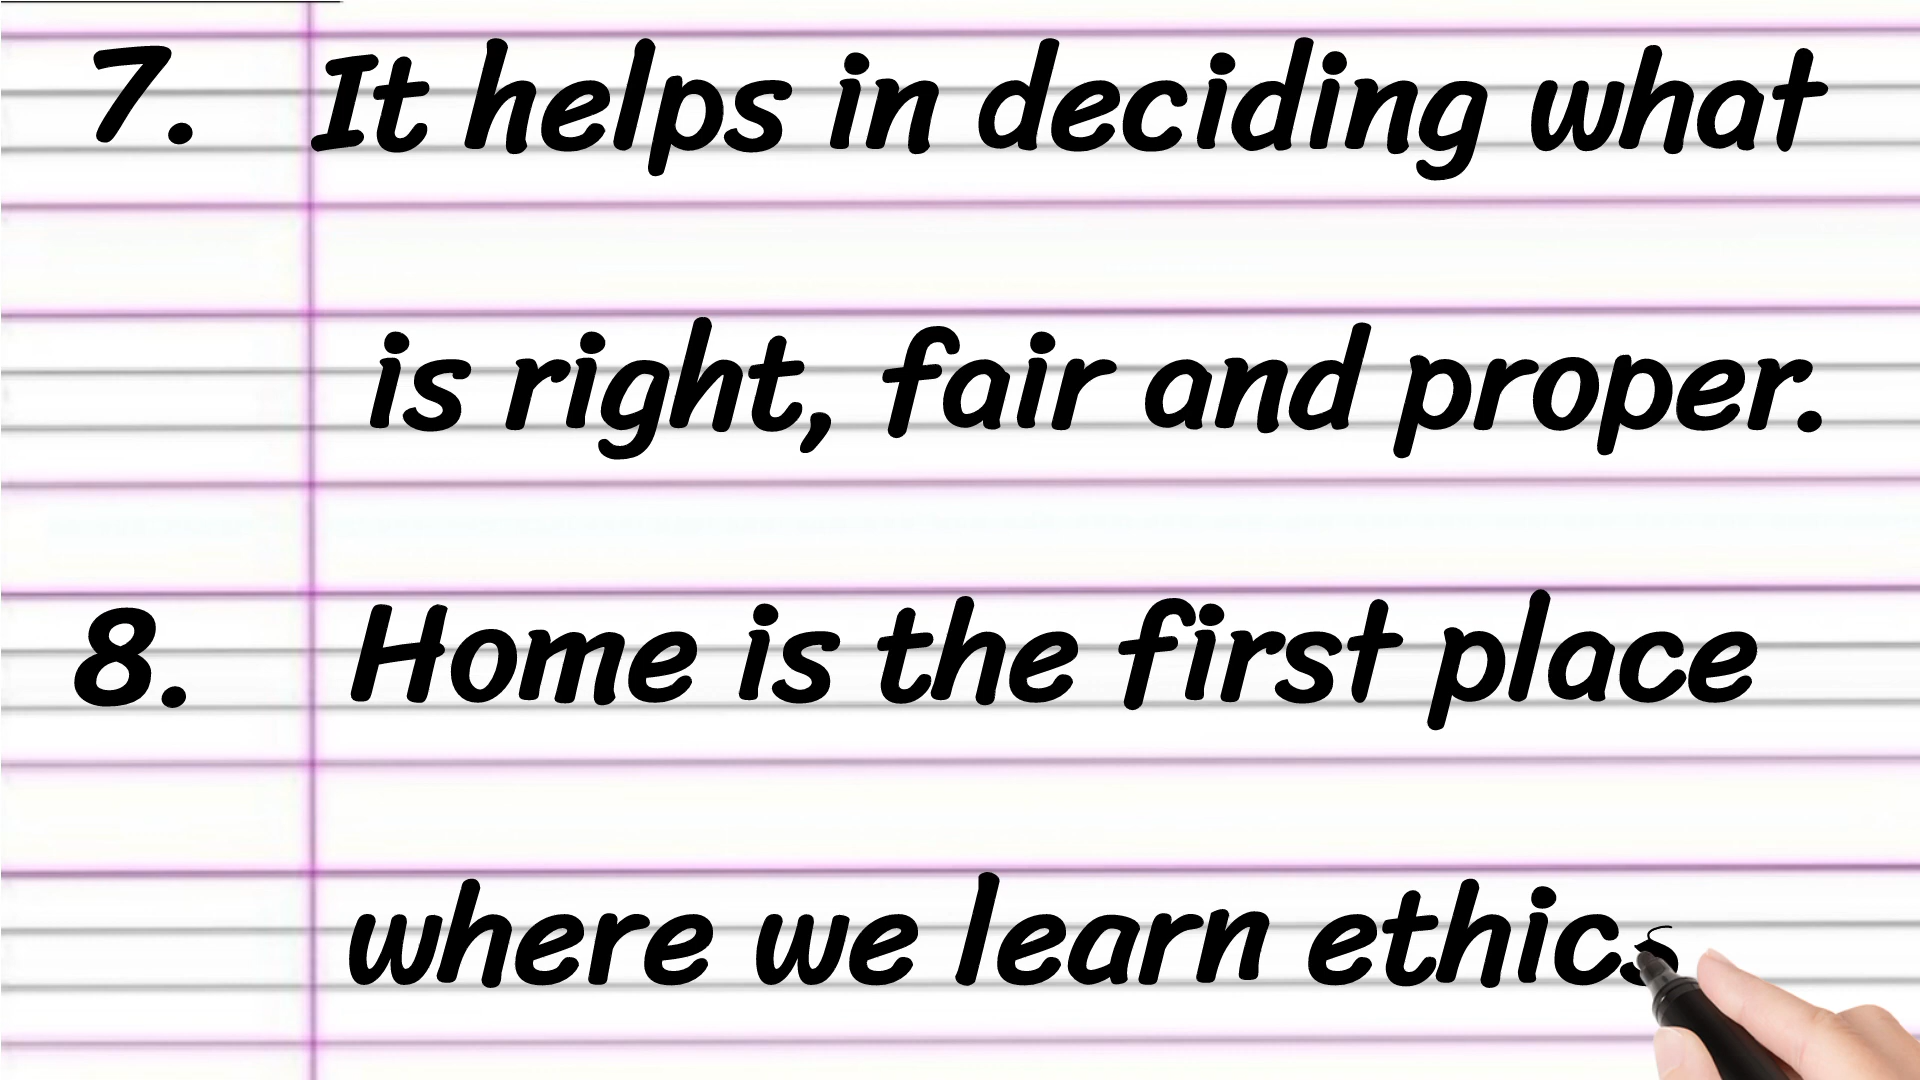 7. It helps in deciding what
is right, fair and proper.
8. Home is the first place
where we learn ethics